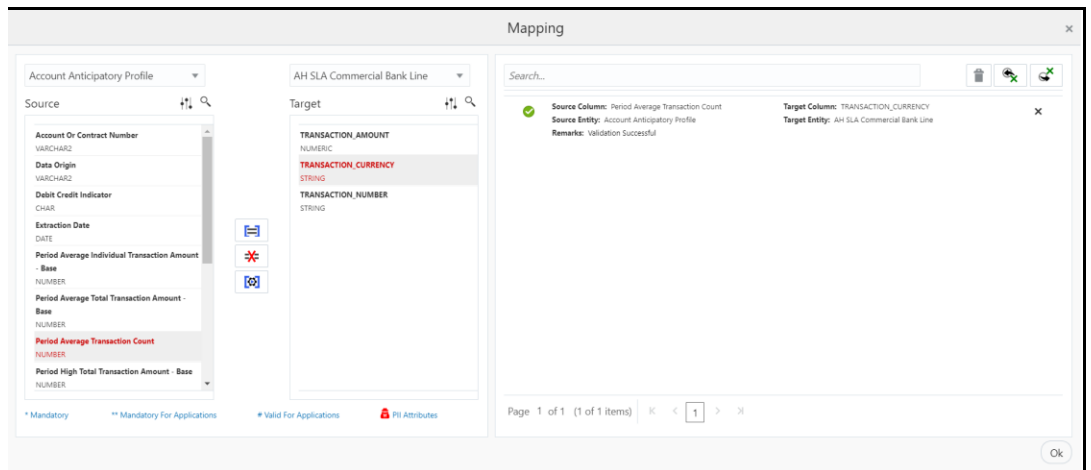 Mapping
Account Anticipatory Profile
AH SLA Commercial Bank Line
Source
Target
Account Or Contract Number
VARCHAR2
Data Origin
VARCHAR2
Debit Credit Indicator
CHAR
Extraction Date
DATE
Period Average Individual Transaction Amount
- Base
NUMBER
Period Average Total Transaction Amount -
Base
NUMBER
Period Average Transaction Count
NUMBER
Period High Total Transaction Amount - Base
NUMBER
TRANSACTION_AMOUNT
NUMERIC
TRANSACTION_CURRENCY
STRING
TRANSACTION_NUMBER
STRING
* Mandatory
** Mandatory For Applications
# Valid For Applications
PII Attributes
Search...
Source Column: Period Average Transaction Count
Source Entity: Account Anticipatory Profile
Remarks: Validation Successful
Target Column: TRANSACTION_CURRENCY
Target Entity: AH SLA Commercial Bank Line
Page 1 of 1 (1 of 1 items) 1
Ok